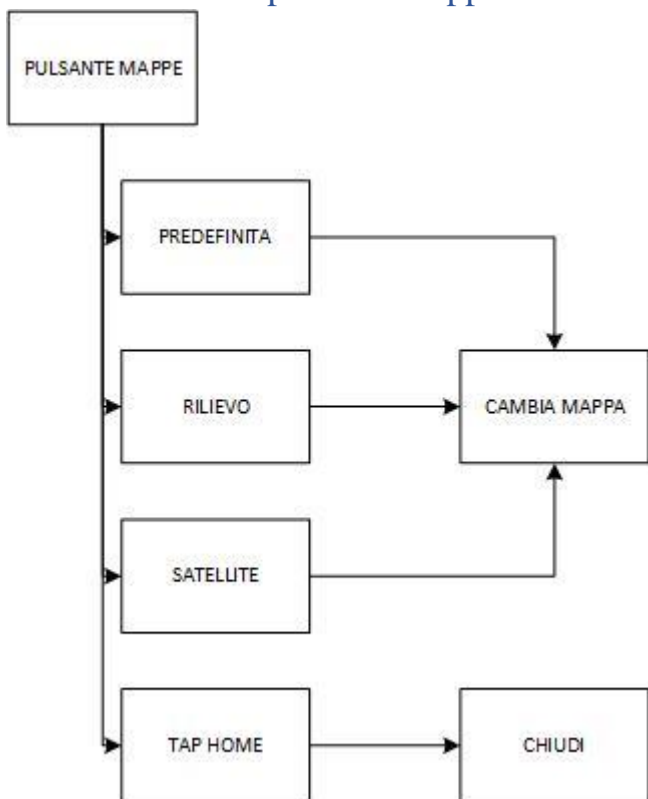 PULSANTE MAPPE
PREDEFINITA
RILIEVO
CAMBIA MAPPA
SATELLITE
TAP HOME
CHIUDI